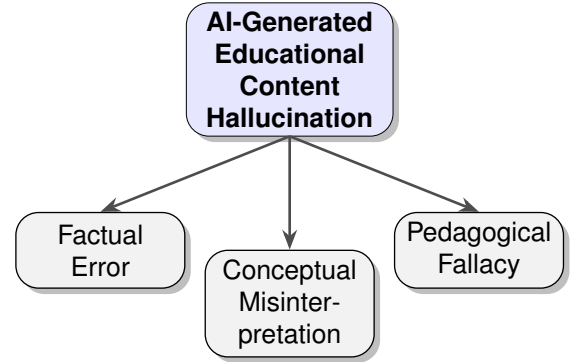 AI-Generated
Educational
Content
Hallucination
Factual
Error
Conceptual
Misinter-
pretation
Pedagogical
Fallacy